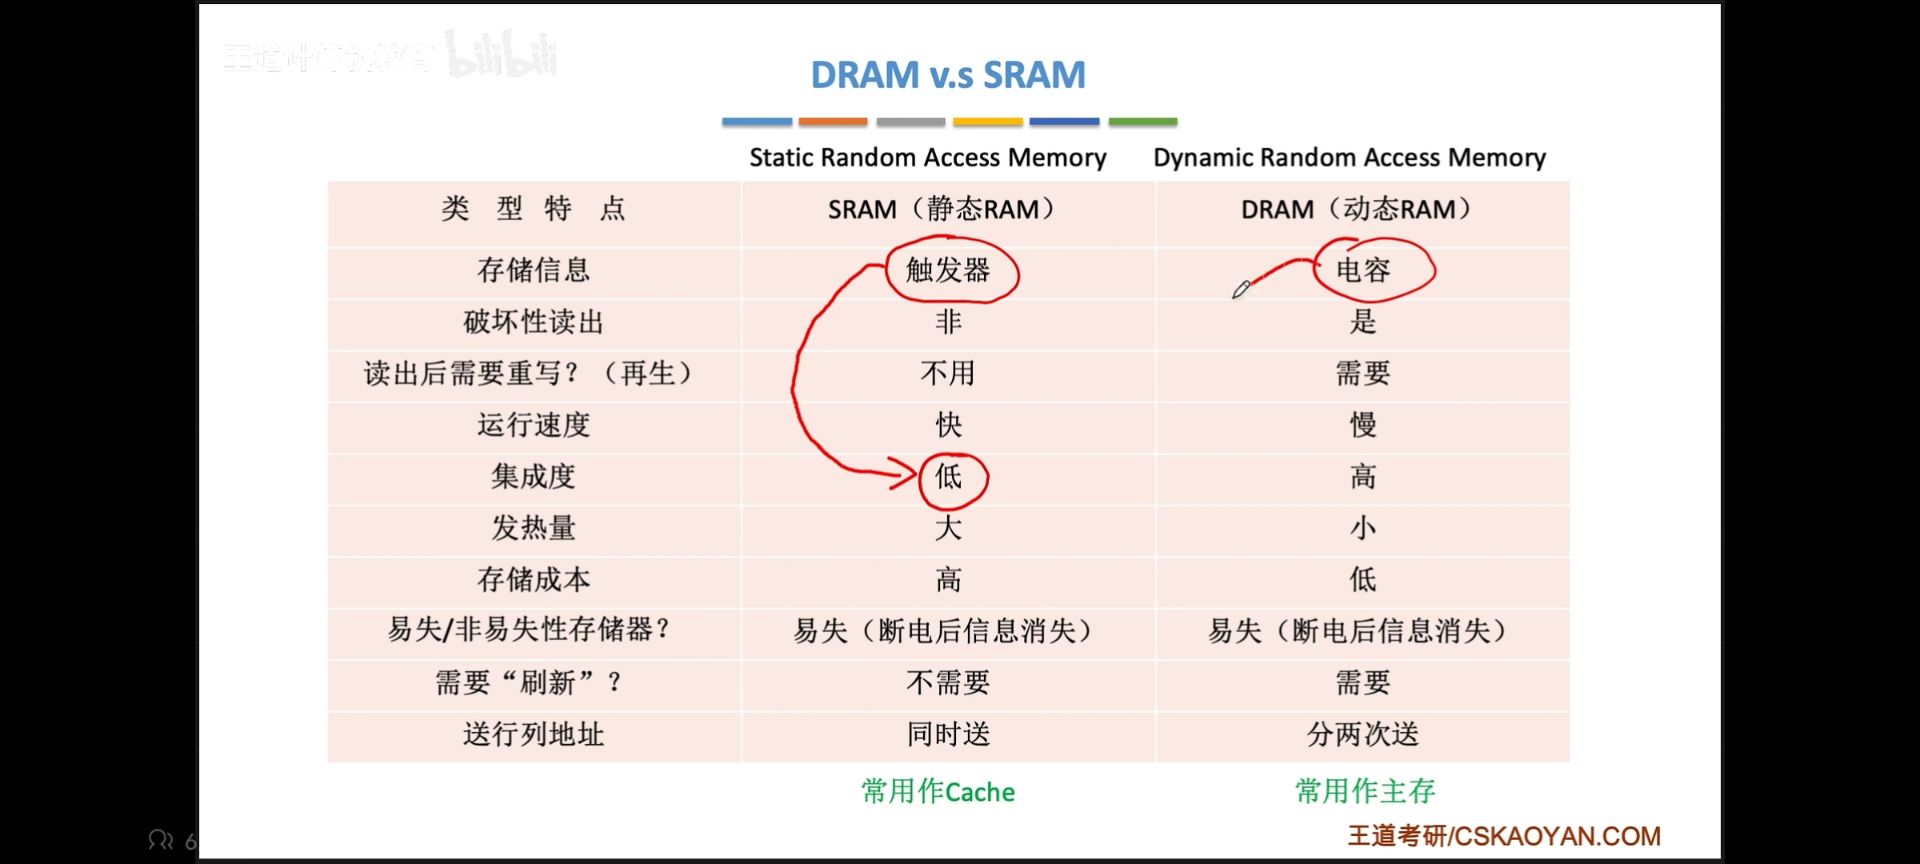 王道计算机教育 bilibili
DRAM v.s SRAM
Static Random Access Memory Dynamic Random Access Memory
类 型 特 点 SRAM（静态RAM） DRAM（动态RAM）
存储信息 触发器 电容
破坏性读出 非 是
读出后需要重写？（再生） 不用 需要
运行速度 快 慢
集成度 低 高
发热量 大 小
存储成本 高 低
易失/非易失性存储器？ 易失（断电后信息消失） 易失（断电后信息消失）
需要“刷新”？ 不需要 需要
送行列地址 同时送 分两次送
常用作Cache 常用作主存
王道考研/CSKAOYAN.COM
6